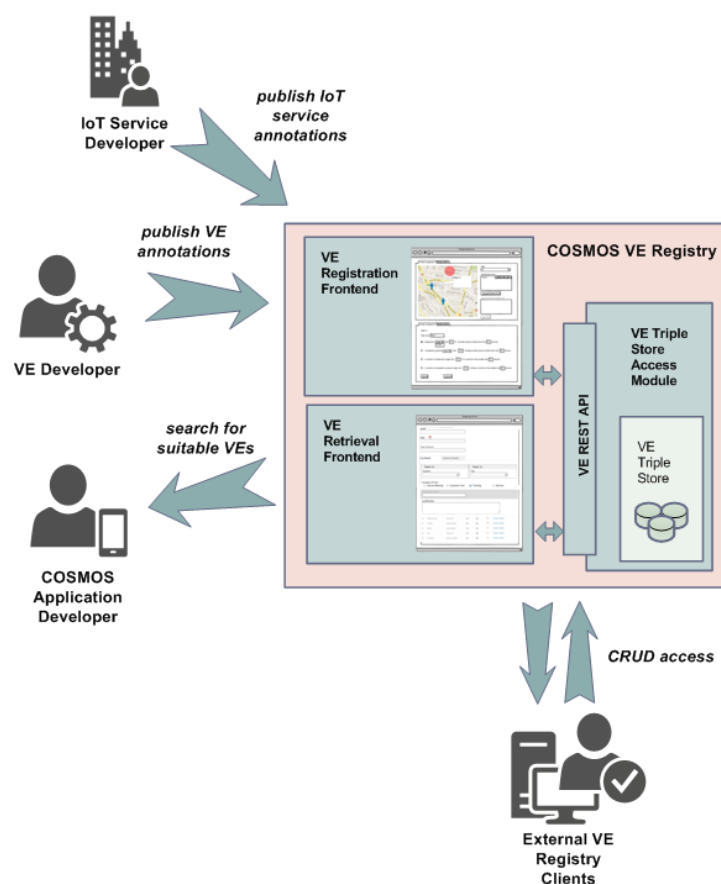 IoT Service
Developer
publish IoT
service
annotations
publish VE
annotations
VE Developer
search for
suitable VEs
COSMOS
Application
Developer
COSMOS VE Registry
VE
Registration
Frontend
VE
Retrieval
Frontend
VE REST API
VE Triple
Store
Access
Module
VE
Triple
Store
CRUD access
External VE
Registry
Clients